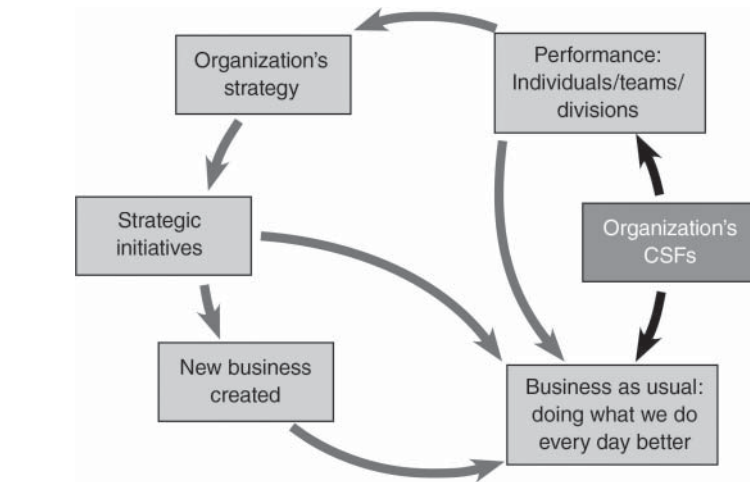 Organization's
strategy
Performance:
Individuals/teams/
divisions
Strategic
initiatives
Organization's
CSFs
New business
created
Business as usual:
doing what we do
every day better